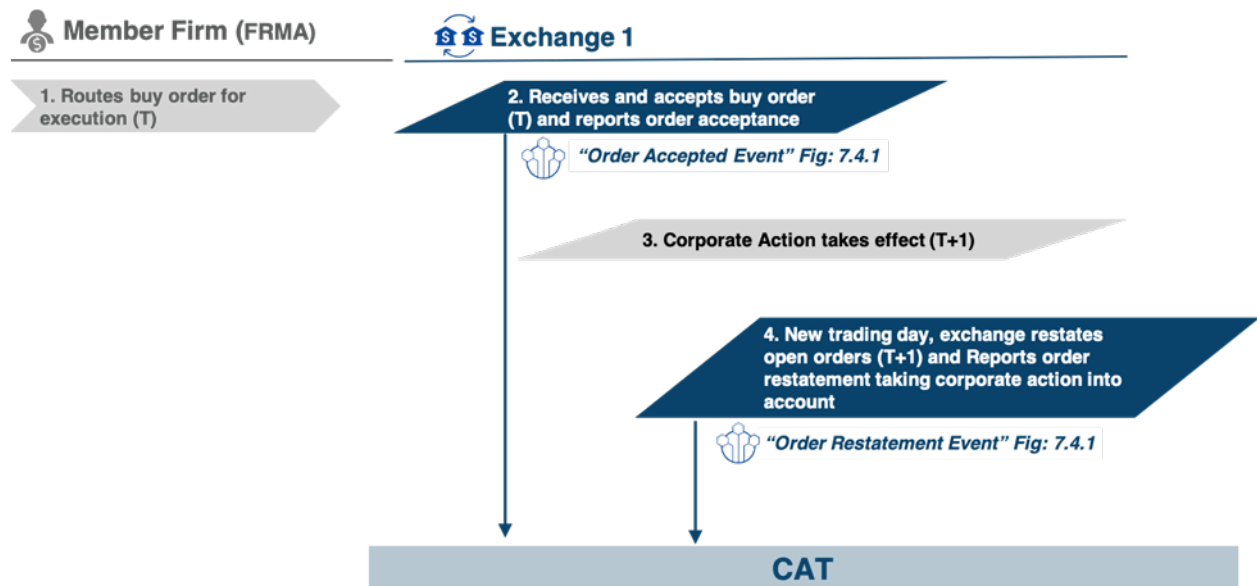 Member Firm (FRMA)
Exchange 1
1. Routes buy order for
execution (T)
2. Receives and accepts buy order
(T) and reports order acceptance
“Order Accepted Event” Fig: 7.4.1
3. Corporate Action takes effect (T+1)
4. New trading day, exchange restates
open orders (T+1) and Reports order
restatement taking corporate action into
account
“Order Restatement Event” Fig: 7.4.1
CAT